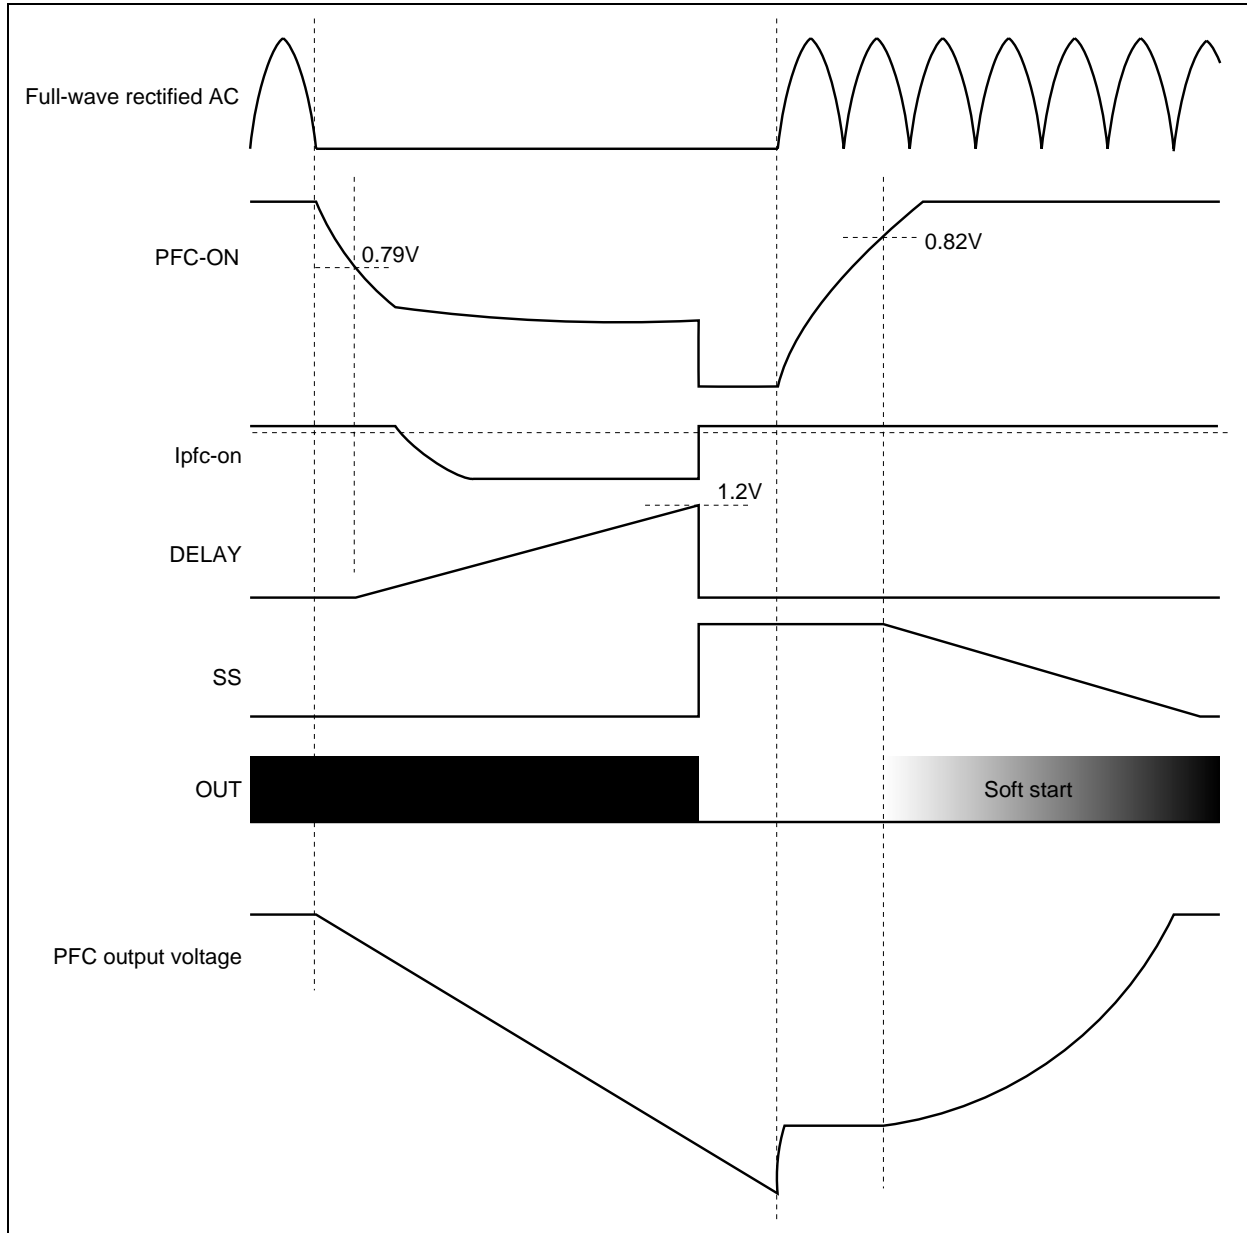 Full-wave rectified AC
PFC-ON
0.79V
0.82V
Ipfc-on
1.2V
DELAY
SS
OUT
Soft start
PFC output voltage